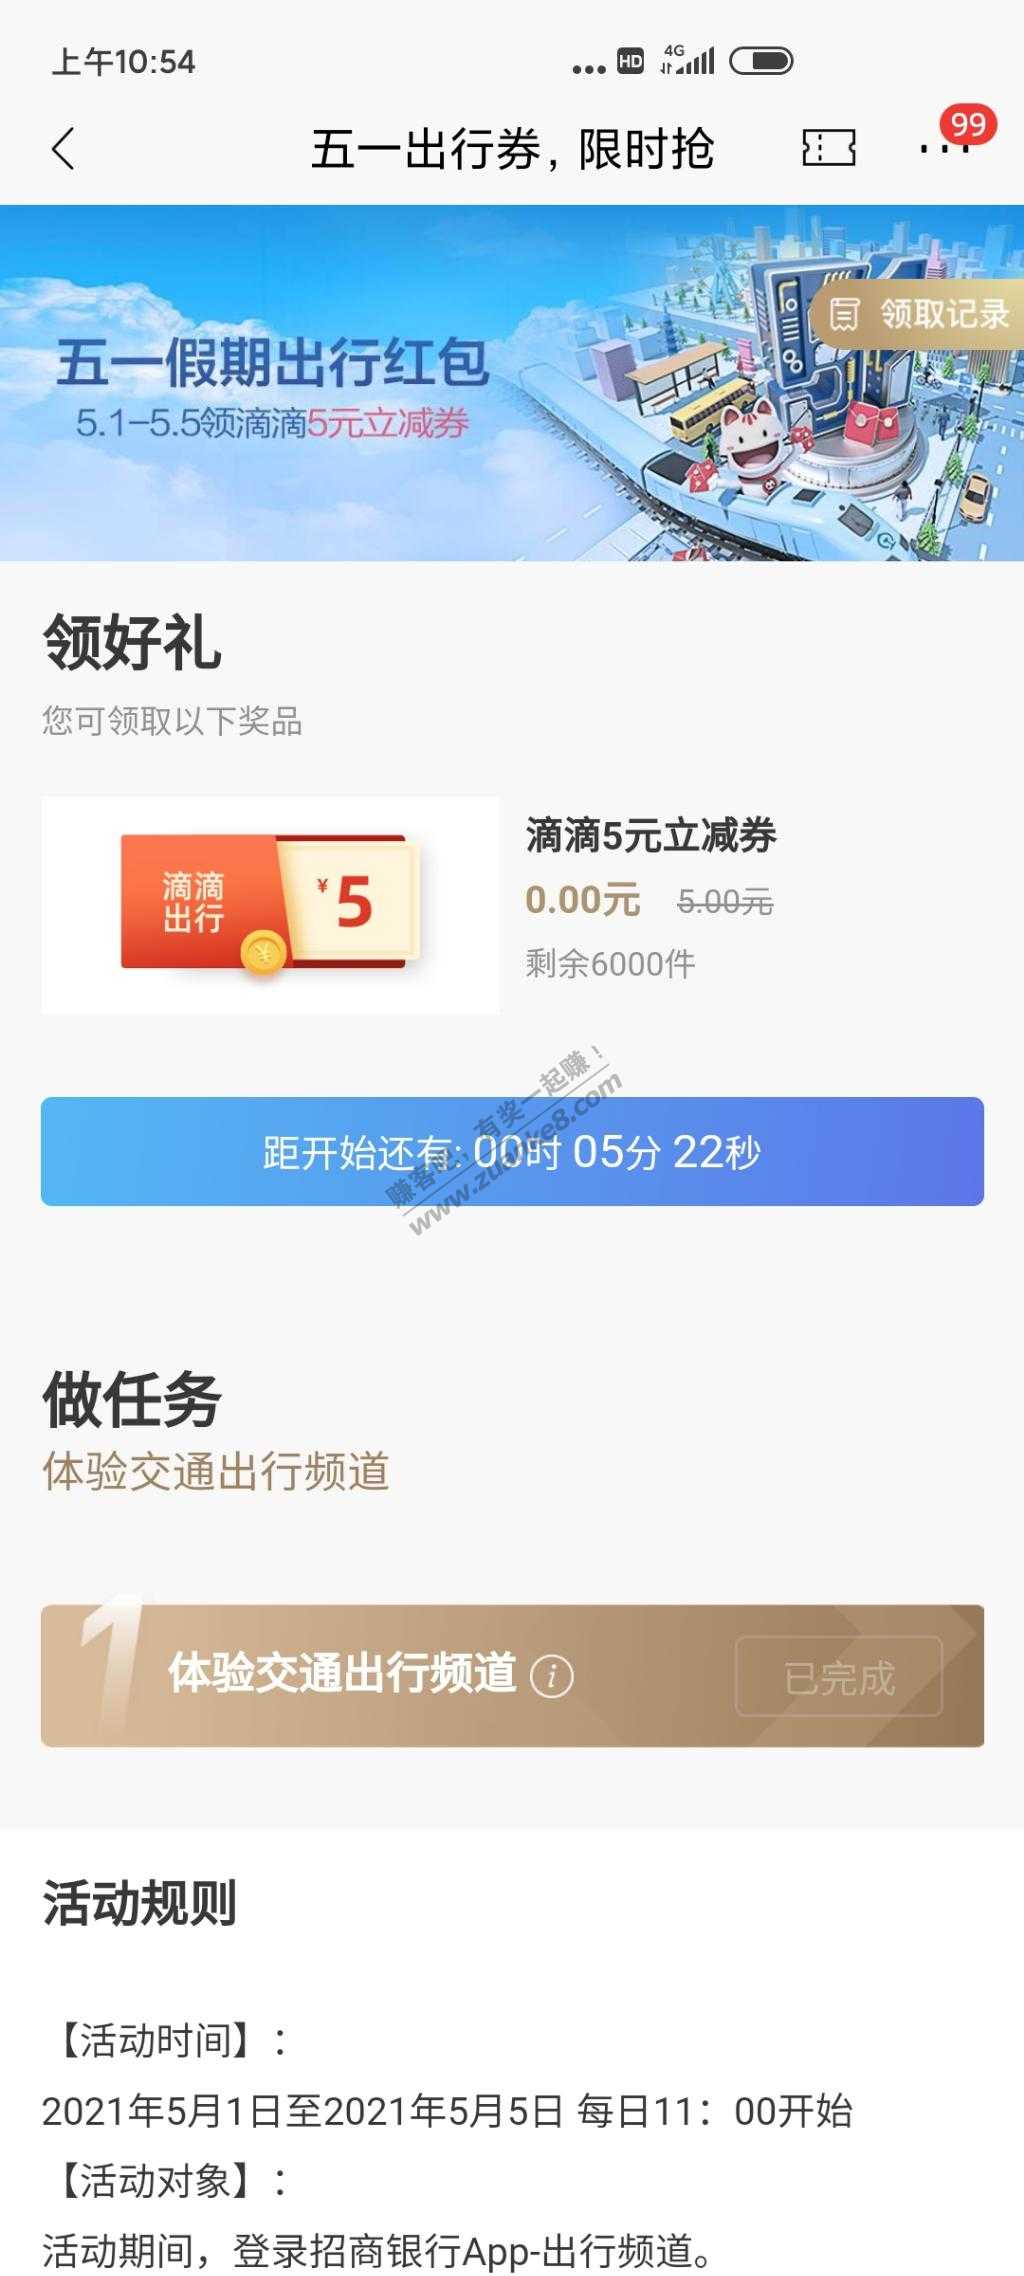 上午10:54
HD
4G
五一出行券，限时抢
99
领取记录
五一假期出行红包
5.1-5.5领滴滴5元立减券
领好礼
您可领取以下奖品
滴滴
出行
¥5
滴滴5元立减券
0.00元 5.00元
剩余6000件
距开始还有: 00时 05分 22秒
赚客吧，有奖一起赚！
www.zuanke8.com
做任务
体验交通出行频道
1
体验交通出行频道
已完成
活动规则
【活动时间】：
2021年5月1日至2021年5月5日 每日11：00开始
【活动对象】：
活动期间，登录招商银行App-出行频道。